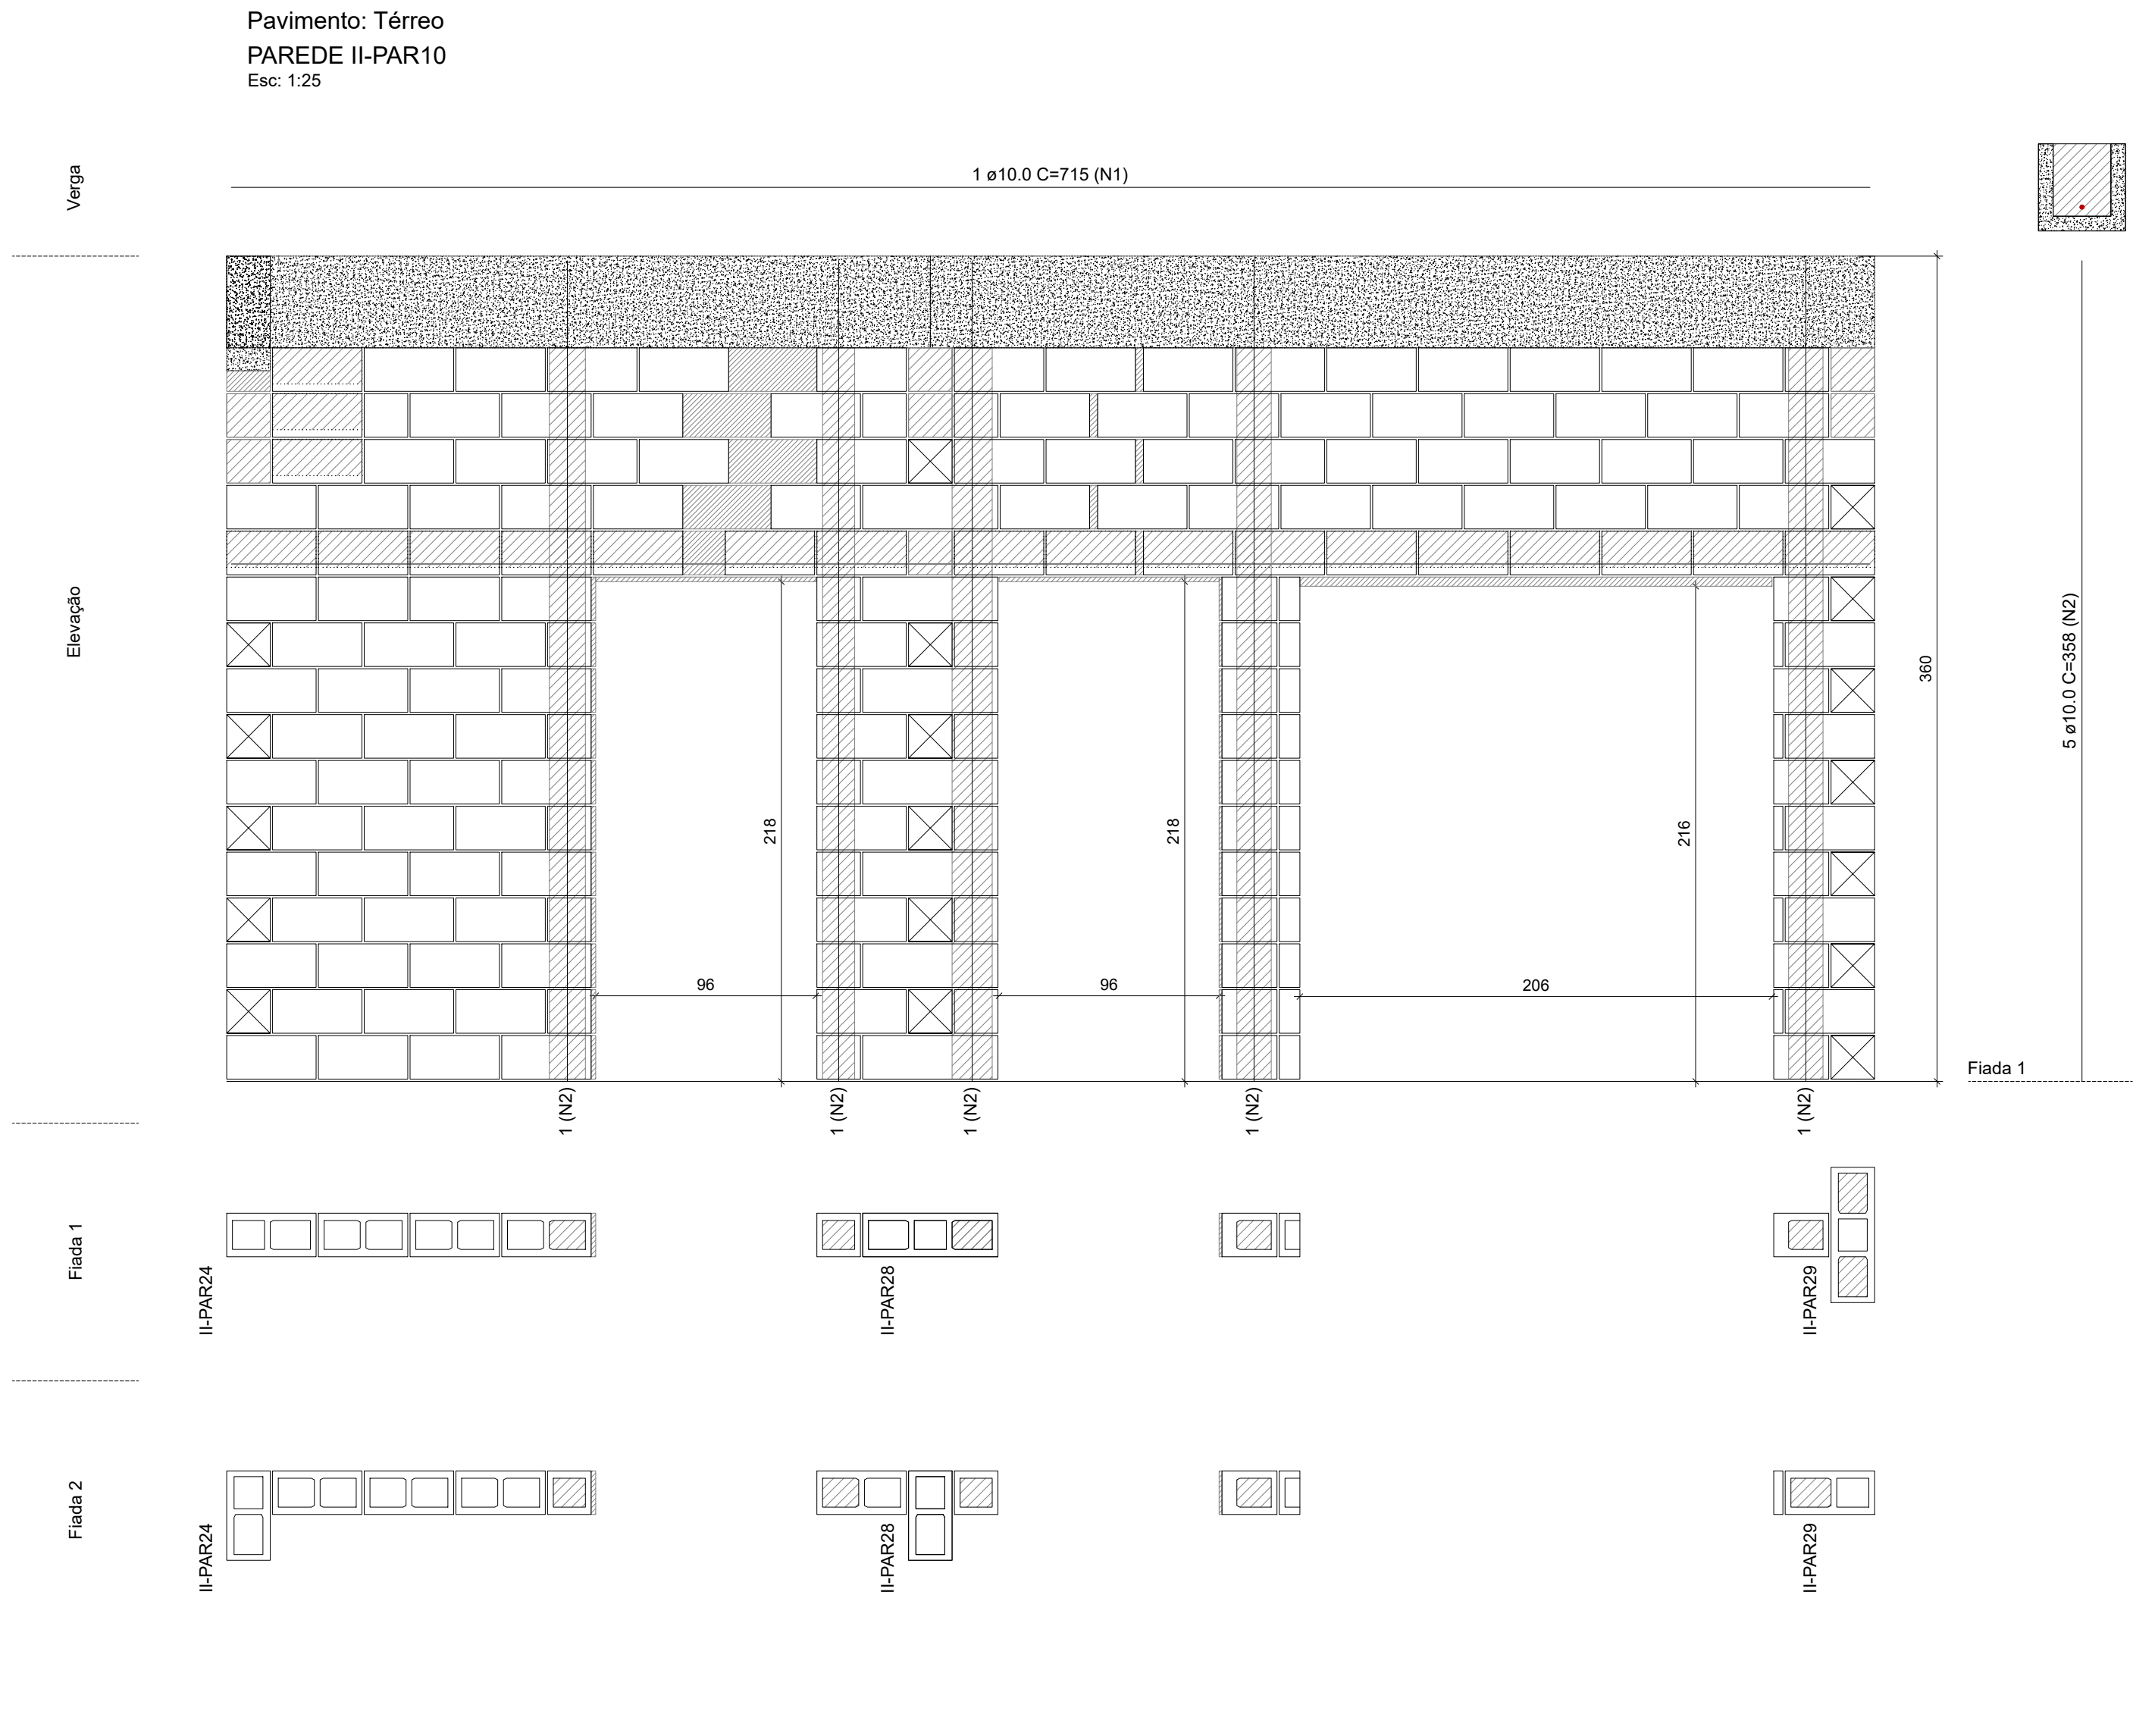 Pavimento: Térreo
PAREDE II-PAR10
Esc: 1:25
Verga
1 ø10.0 C=715 (N1)
Elevação
218
218
216
96
96
206
360
5 ø10.0 C=358 (N2)
Fiada 1
1 (N2)
1 (N2)
1 (N2)
1 (N2)
1 (N2)
Fiada 1
II-PAR24
II-PAR28
II-PAR29
Fiada 2
II-PAR24
II-PAR28
II-PAR29